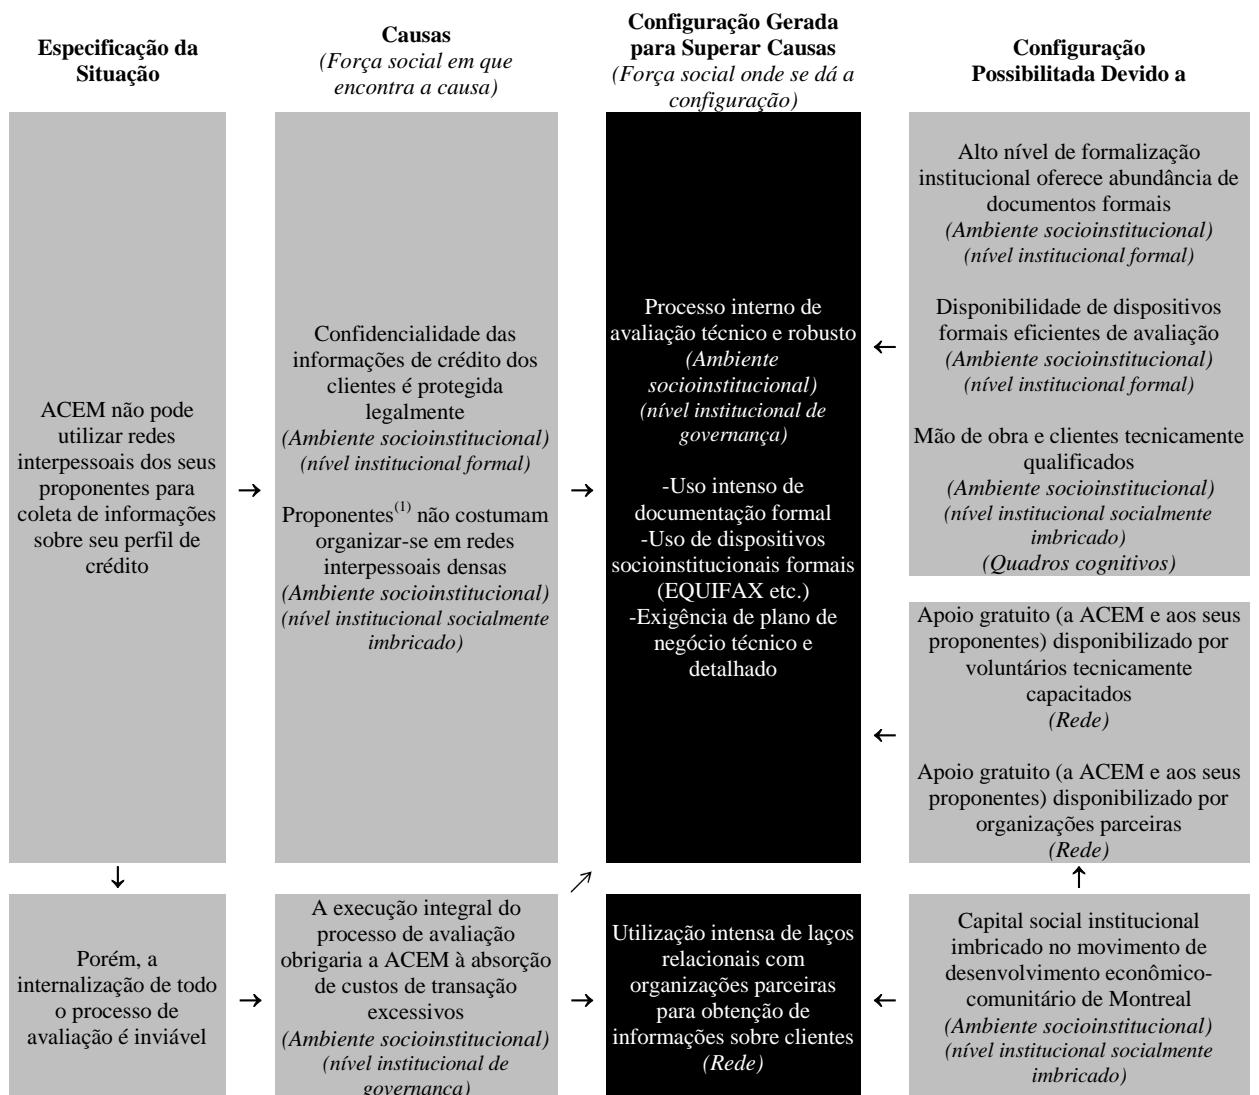 Especificação da
Situação
Causas
(Força social em que
encontra a causa)
Configuração Gerada
para Superar Causas
(Força social onde se dá a
configuração)
Configuração
Possibilitada Devido a
ACEM não pode
utilizar redes
interpessoais dos seus
proponentes para
coleta de informações
sobre seu perfil de
crédito
→
Confidencialidade das
informações de crédito dos
clientes é protegida
legalmente
(Ambiente socioinstitucional)
(nível institucional formal)
Proponentes(1) não costumam
organizar-se em redes
interpessoais densas
(Ambiente socioinstitucional)
(nível institucional socialmente
imbricado)
→
Processo interno de
avaliação técnico e robusto
(Ambiente
socioinstitucional)
(nível institucional de
governança)
-Uso intenso de
documentação formal
-Uso de dispositivos
socioinstitucionais formais
(EQUIFAX etc.)
-Exigência de plano de
negócio técnico e
detalhado
←
Alto nível de formalização
institucional oferece abundância de
documentos formais
(Ambiente socioinstitucional)
(nível institucional formal)
Disponibilidade de dispositivos
formais eficientes de avaliação
(Ambiente socioinstitucional)
(nível institucional formal)
Mão de obra e clientes tecnicamente
qualificados
(Ambiente socioinstitucional)
(nível institucional socialmente
imbricado)
(Quadros cognitivos)
←
Apoio gratuito (a ACEM e aos seus
proponentes) disponibilizado por
voluntários tecnicamente
capacitados
(Rede)
Apoio gratuito (a ACEM e aos seus
proponentes) disponibilizado por
organizações parceiras
(Rede)
↓
↗
↑
Porém, a
internalização de todo
o processo de
avaliação é inviável
→
A execução integral do
processo de avaliação
obrigaria a ACEM à absorção
de custos de transação
excessivos
(Ambiente socioinstitucional)
(nível institucional de
governança)
→
Utilização intensa de laços
relacionais com
organizações parceiras
para obtenção de
informações sobre clientes
(Rede)
←
Capital social institucional
imbricado no movimento de
desenvolvimento econômico-
comunitário de Montreal
(Ambiente socioinstitucional)
(nível institucional socialmente
imbricado)